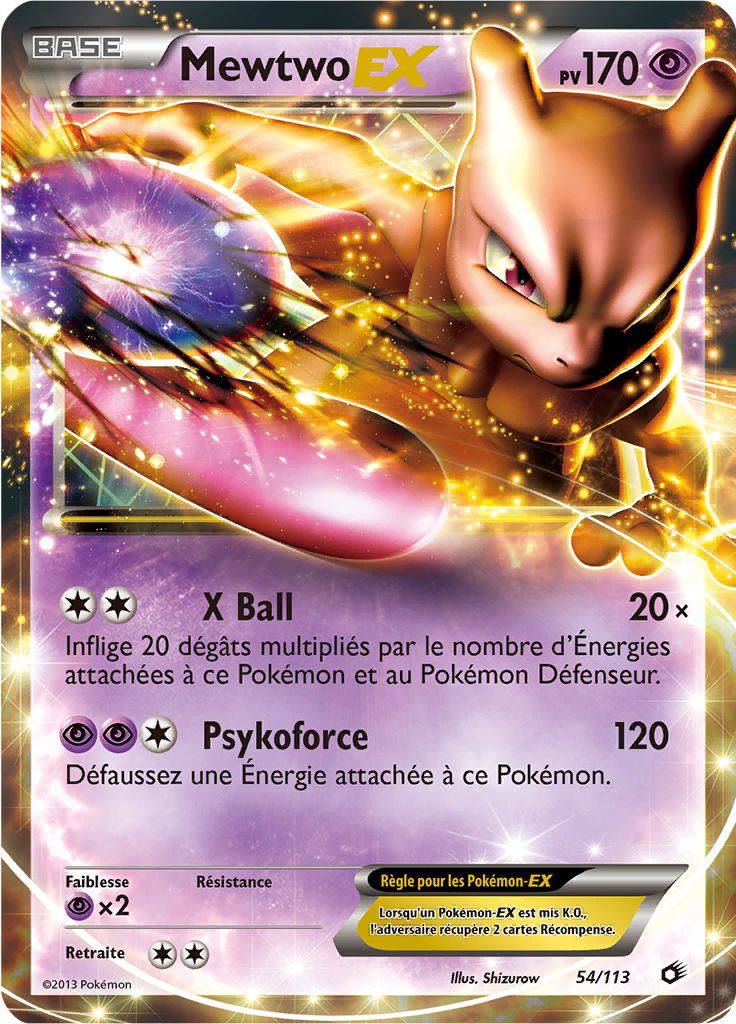 BASE
Mewtwo EX
PV 170
X Ball 20×
Inflige 20 dégâts multipliés par le nombre d'Énergies
attachées à ce Pokémon et au Pokémon Défenseur.
Psykoforce 120
Défaussez une Énergie attachée à ce Pokémon.
Faiblesse
×2
Résistance
Retraite
Règle pour les Pokémon-EX
Lorsqu'un Pokémon-EX est mis K.O.,
l'adversaire récupère 2 cartes Récompense.
©2013 Pokémon
Illus. Shizurow
54/113